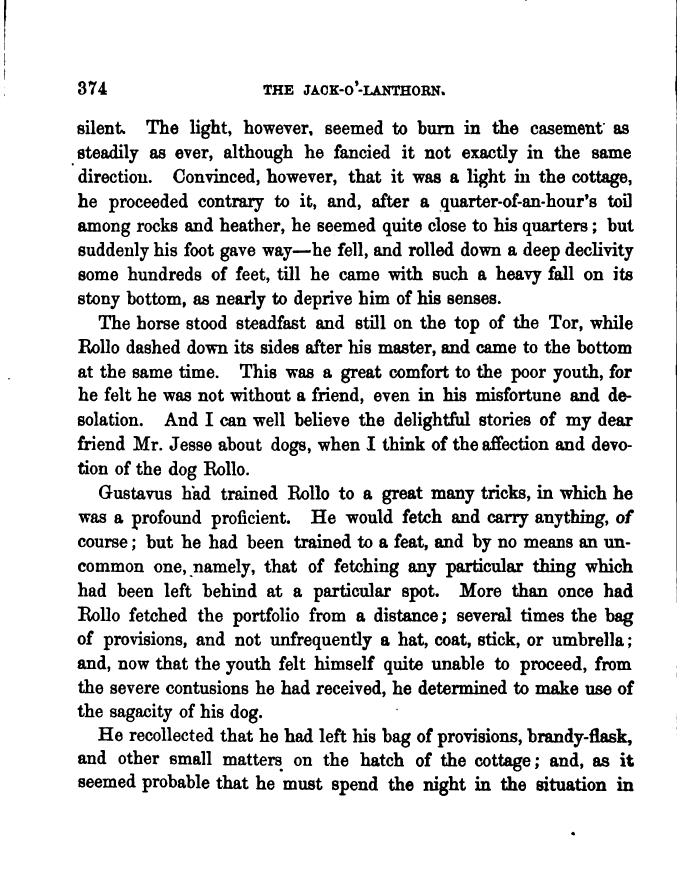 374 THE JACK-O'-LANTHORN.
silent. The light, however, seemed to burn in the casement as
steadily as ever, although he fancied it not exactly in the same
direction. Convinced, however, that it was a light in the cottage,
he proceeded contrary to it, and, after a quarter-of-an-hour's toil
among rocks and heather, he seemed quite close to his quarters; but
suddenly his foot gave way—he fell, and rolled down a deep declivity
some hundreds of feet, till he came with such a heavy fall on its
stony bottom, as nearly to deprive him of his senses.
The horse stood steadfast and still on the top of the Tor, while
Rollo dashed down its sides after his master, and came to the bottom
at the same time. This was a great comfort to the poor youth, for
he felt he was not without a friend, even in his misfortune and de-
solation. And I can well believe the delightful stories of my dear
friend Mr. Jesse about dogs, when I think of the affection and devo-
tion of the dog Rollo.
Gustavus had trained Rollo to a great many tricks, in which he
was a profound proficient. He would fetch and carry anything, of
course; but he had been trained to a feat, and by no means an un-
common one, namely, that of fetching any particular thing which
had been left behind at a particular spot. More than once had
Rollo fetched the portfolio from a distance; several times the bag
of provisions, and not unfrequently a hat, coat, stick, or umbrella;
and, now that the youth felt himself quite unable to proceed, from
the severe contusions he had received, he determined to make use of
the sagacity of his dog.
He recollected that he had left his bag of provisions, brandy-flask,
and other small matters on the hatch of the cottage; and, as it
seemed probable that he must spend the night in the situation in